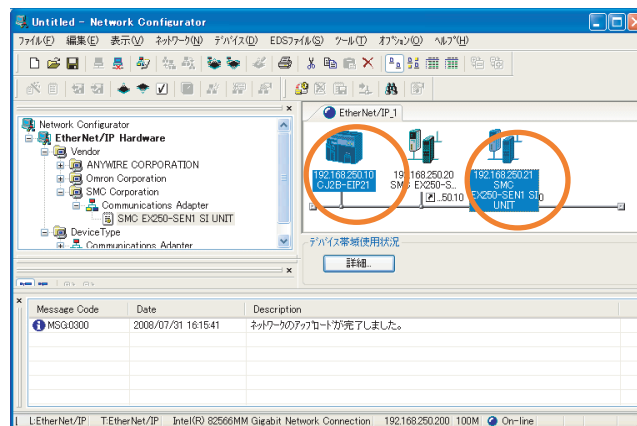 Untitled - Network Configurator
ファイル(F) 編集(E) 表示(V) ネットワーク(N) デバイス(D) EDSファイル(S) ツール(T) オプション(O) ヘルプ(H)
Network Configurator
EtherNet/IP Hardware
Vendor
ANYWIRE CORPORATION
Omron Corporation
SMC Corporation
Communications Adapter
SMC EX250-SEN1 SI UNIT
DeviceType
Communications Adapter
EtherNet/IP_1
192.168.250.10
CJ2B-EIP21
192.168.250.20
SMC EX250-S...
..50.10
192.168.250.21
SMC
EX250-SEN1 SI
UNIT
デバイス帯域使用状況
詳細...
Message Code Date Description
MSG:0300 2008/07/31 16:15:41 ネットワークのアップロードが完了しました。
L:EtherNet/IP T:EtherNet/IP Intel(R) 82566MM Gigabit Network Connection 192.168.250.200 100M On-line